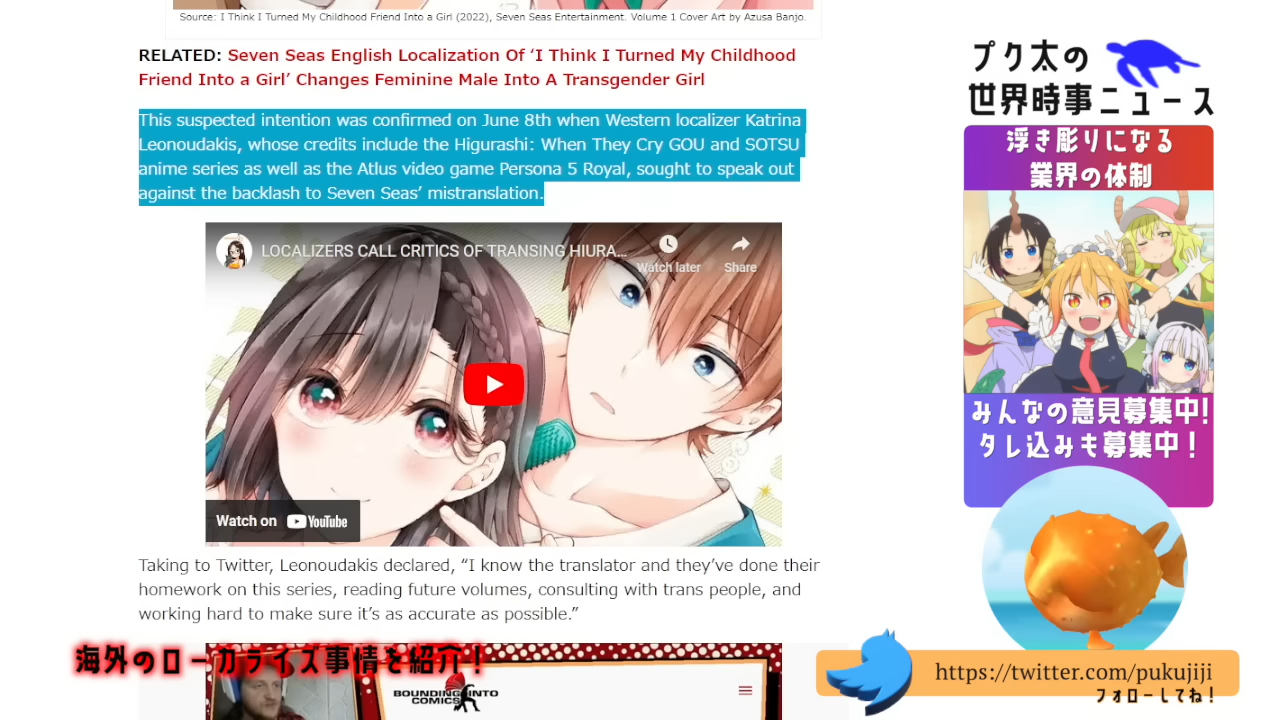 Source: I Think I Turned My Childhood Friend Into a Girl (2022), Seven Seas Entertainment. Volume 1 Cover Art by Azusa Banjo.
RELATED: Seven Seas English Localization Of ‘I Think I Turned My Childhood
Friend Into a Girl’ Changes Feminine Male Into A Transgender Girl
This suspected intention was confirmed on June 8th when Western localizer Katrina
Leonoudakis, whose credits include the Higurashi: When They Cry GOU and SOTSU
anime series as well as the Atlus video game Persona 5 Royal, sought to speak out
against the backlash to Seven Seas’ mistranslation.
LOCALIZERS CALL CRITICS OF TRANSING HIURA...
Watch later
Share
Watch on YouTube
Taking to Twitter, Leonoudakis declared, “I know the translator and they’ve done their
homework on this series, reading future volumes, consulting with trans people, and
working hard to make sure it’s as accurate as possible.”
海外のローカライズ事情を紹介！
BOUNDING INTO
COMICS
プク太の
世界時事ニュース
浮き彫りになる
業界の体制
みんなの意見募集中!
タレ込みも募集中！
https://twitter.com/pukujiji
フォローしてね！